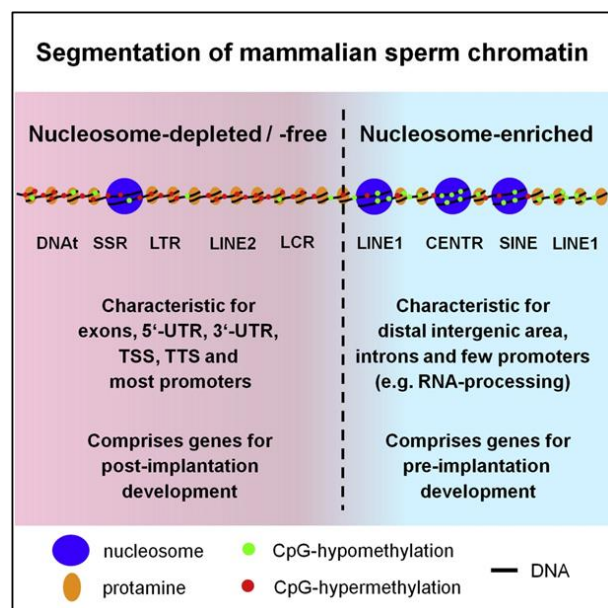 Segmentation of mammalian sperm chromatin
Nucleosome-depleted / -free
Nucleosome-enriched
DNAt SSR LTR LINE2 LCR LINE1 CENTR SINE LINE1
Characteristic for
exons, 5‘-UTR, 3‘-UTR,
TSS, TTS and
most promoters
Characteristic for
distal intergenic area,
introns and few promoters
(e.g. RNA-processing)
Comprises genes for
post-implantation
development
Comprises genes for
pre-implantation
development
nucleosome
protamine
CpG-hypomethylation
CpG-hypermethylation
DNA